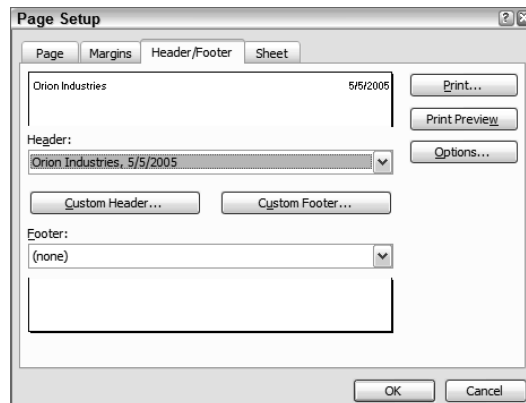 Page Setup
Page Margins Header/Footer Sheet
Orion Industries 5/5/2005
Print...
Print Preview
Header:
Options...
Orion Industries, 5/5/2005
Custom Header... Custom Footer...
Footer:
(none)
OK Cancel